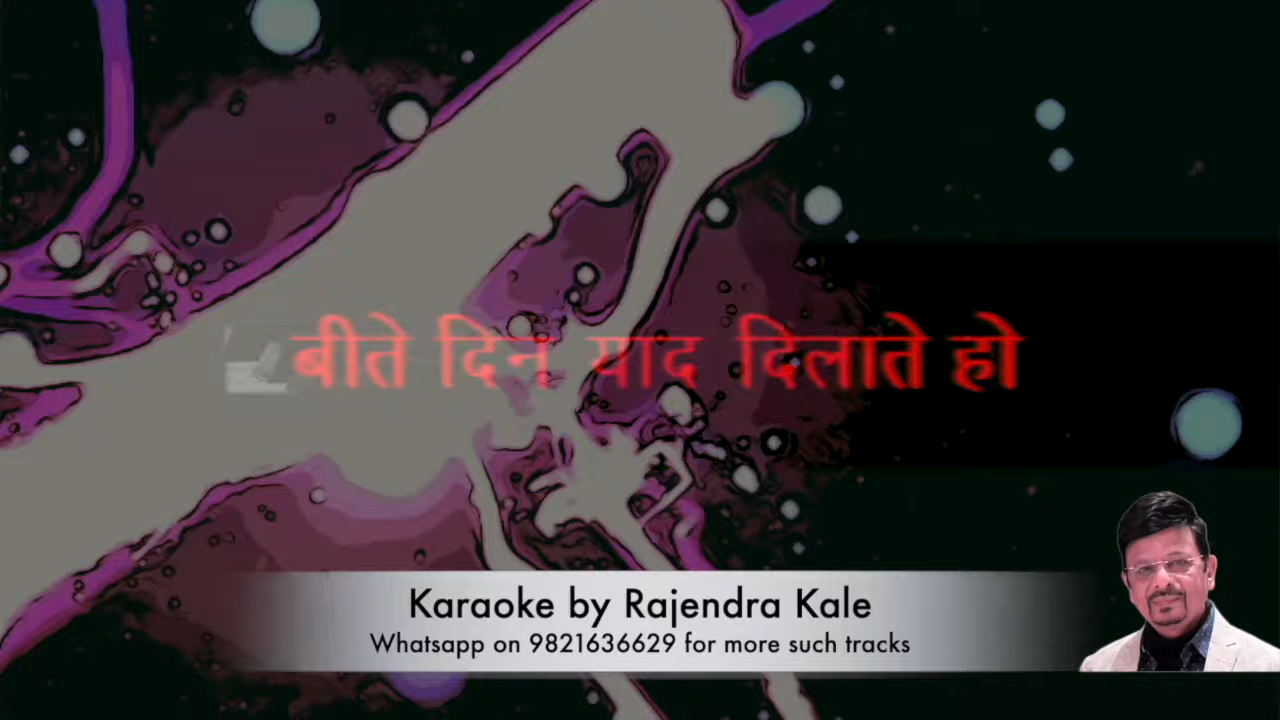 बीते दिन याद दिलाते हो
Karaoke by Rajendra Kale
Whatsapp on 9821636629 for more such tracks